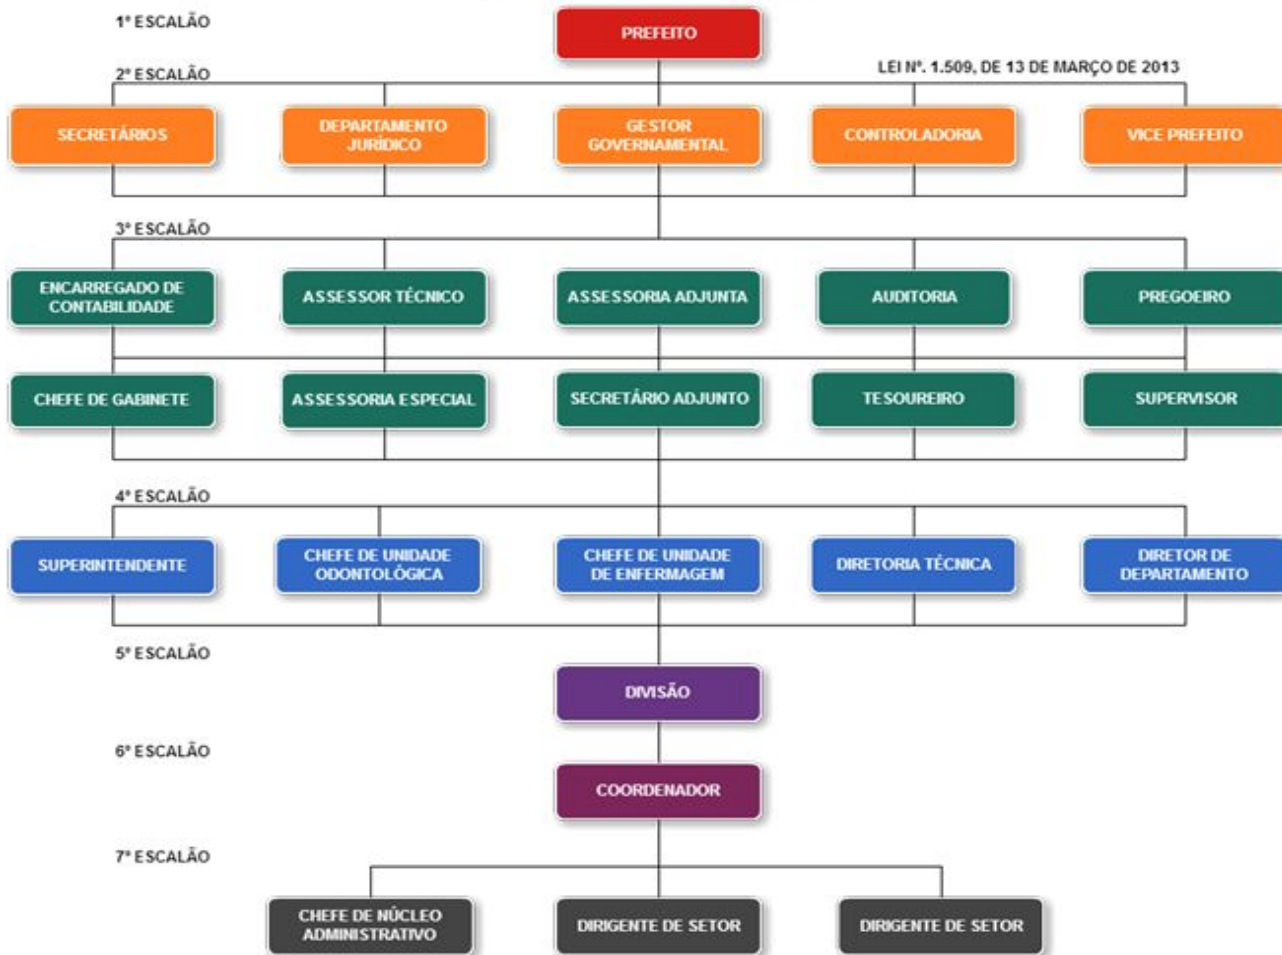 1º ESCALÃO
PREFEITO
2º ESCALÃO
LEI Nº. 1.509, DE 13 DE MARÇO DE 2013
SECRETÁRIOS
DEPARTAMENTO
JURÍDICO
GESTOR
GOVERNAMENTAL
CONTROLADORIA
VICE PREFEITO
3º ESCALÃO
ENCARREGADO DE
CONTABILIDADE
ASSESSOR TÉCNICO
ASSESSORIA ADJUNTA
AUDITORIA
PREGOEIRO
CHEFE DE GABINETE
ASSESSORIA ESPECIAL
SECRETÁRIO ADJUNTO
TESOUREIRO
SUPERVISOR
4º ESCALÃO
SUPERINTENDENTE
CHEFE DE UNIDADE
ODONTOLÓGICA
CHEFE DE UNIDADE
DE ENFERMAGEM
DIRETORIA TÉCNICA
DIRETOR DE
DEPARTAMENTO
5º ESCALÃO
DIVISÃO
6º ESCALÃO
COORDENADOR
7º ESCALÃO
CHEFE DE NÚCLEO
ADMINISTRATIVO
DIRIGENTE DE SETOR
DIRIGENTE DE SETOR